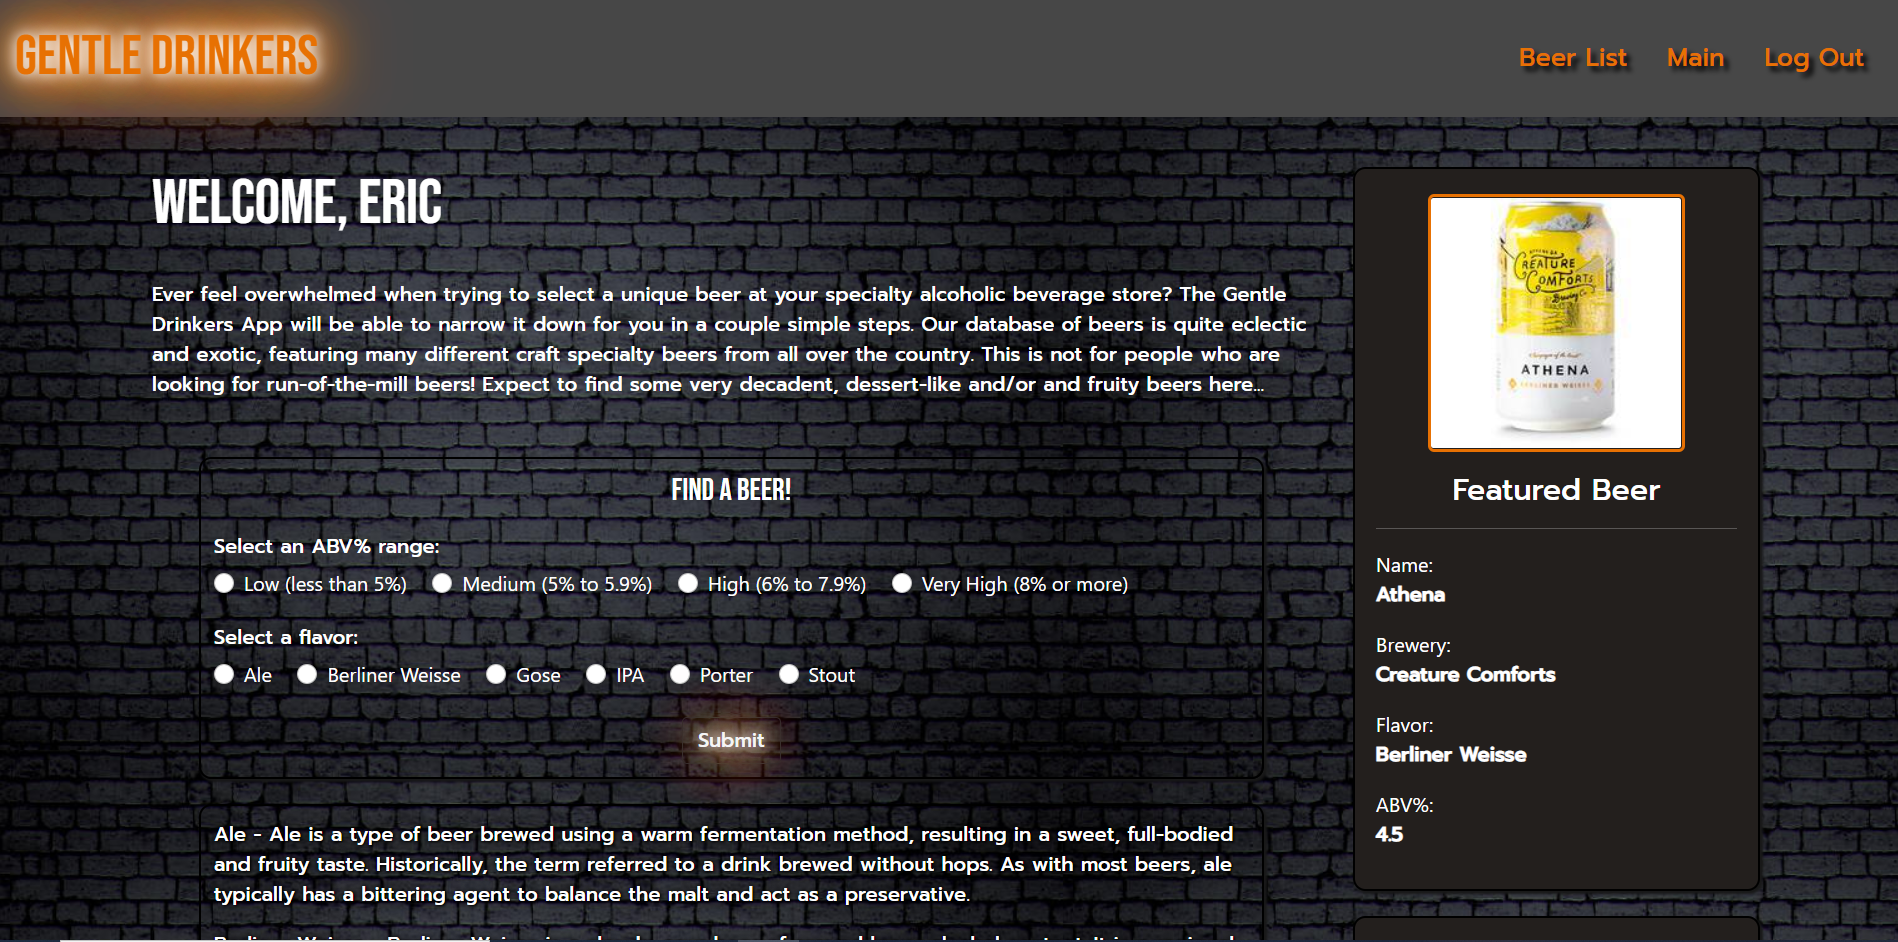 GENTLE DRINKERS
Beer List
Main
Log Out
WELCOME, ERIC
Ever feel overwhelmed when trying to select a unique beer at your specialty alcoholic beverage store? The Gentle
Drinkers App will be able to narrow it down for you in a couple simple steps. Our database of beers is quite eclectic
and exotic, featuring many different craft specialty beers from all over the country. This is not for people who are
looking for run-of-the-mill beers! Expect to find some very decadent, dessert-like and/or and fruity beers here...
FIND A BEER!
Select an ABV% range:
Low (less than 5%) Medium (5% to 5.9%) High (6% to 7.9%) Very High (8% or more)
Select a flavor:
Ale Berliner Weisse Gose IPA Porter Stout
Submit
Ale - Ale is a type of beer brewed using a warm fermentation method, resulting in a sweet, full-bodied
and fruity taste. Historically, the term referred to a drink brewed without hops. As with most beers, ale
typically has a bittering agent to balance the malt and act as a preservative.
CREATURE
COMFORTS
Brewing Co.
ATHENA
BERLINER WEISSE
Featured Beer
Name:
Athena
Brewery:
Creature Comforts
Flavor:
Berliner Weisse
ABV%:
4.5